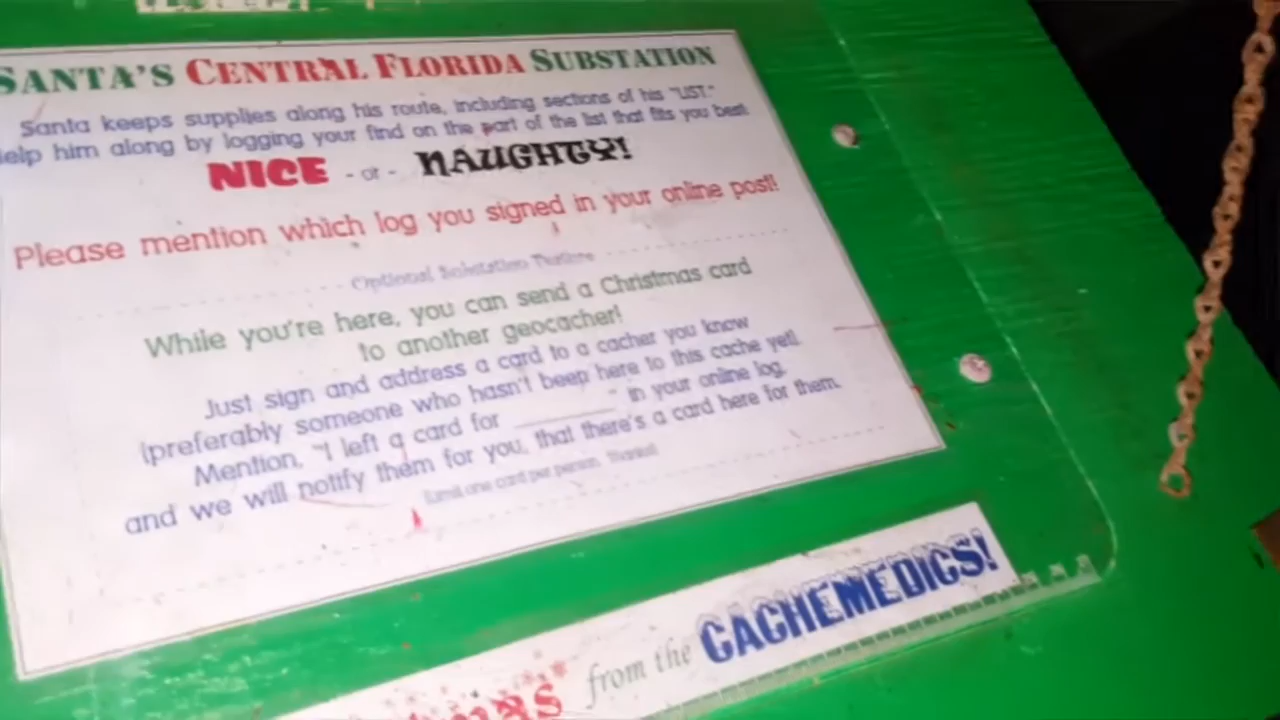 SANTA'S CENTRAL FLORIDA SUBSTATION
Santa keeps supplies along his route, including sections of his "LIST."
elp him along by logging your find on the part of the list that fits you best
NICE - or - NAUGHTY!
Please mention which log you signed in your online post!
Optional Substation Feature
While you're here, you can send a Christmas card
to another geocacher!
Just sign and address a card to a cacher you know
(preferably someone who hasn't been here to this cache yet).
Mention, "I left a card for ________" in your online log,
and we will notify them for you, that there's a card here for them.
Limit one card per person. Thanks!
from the CACHEMEDICS!